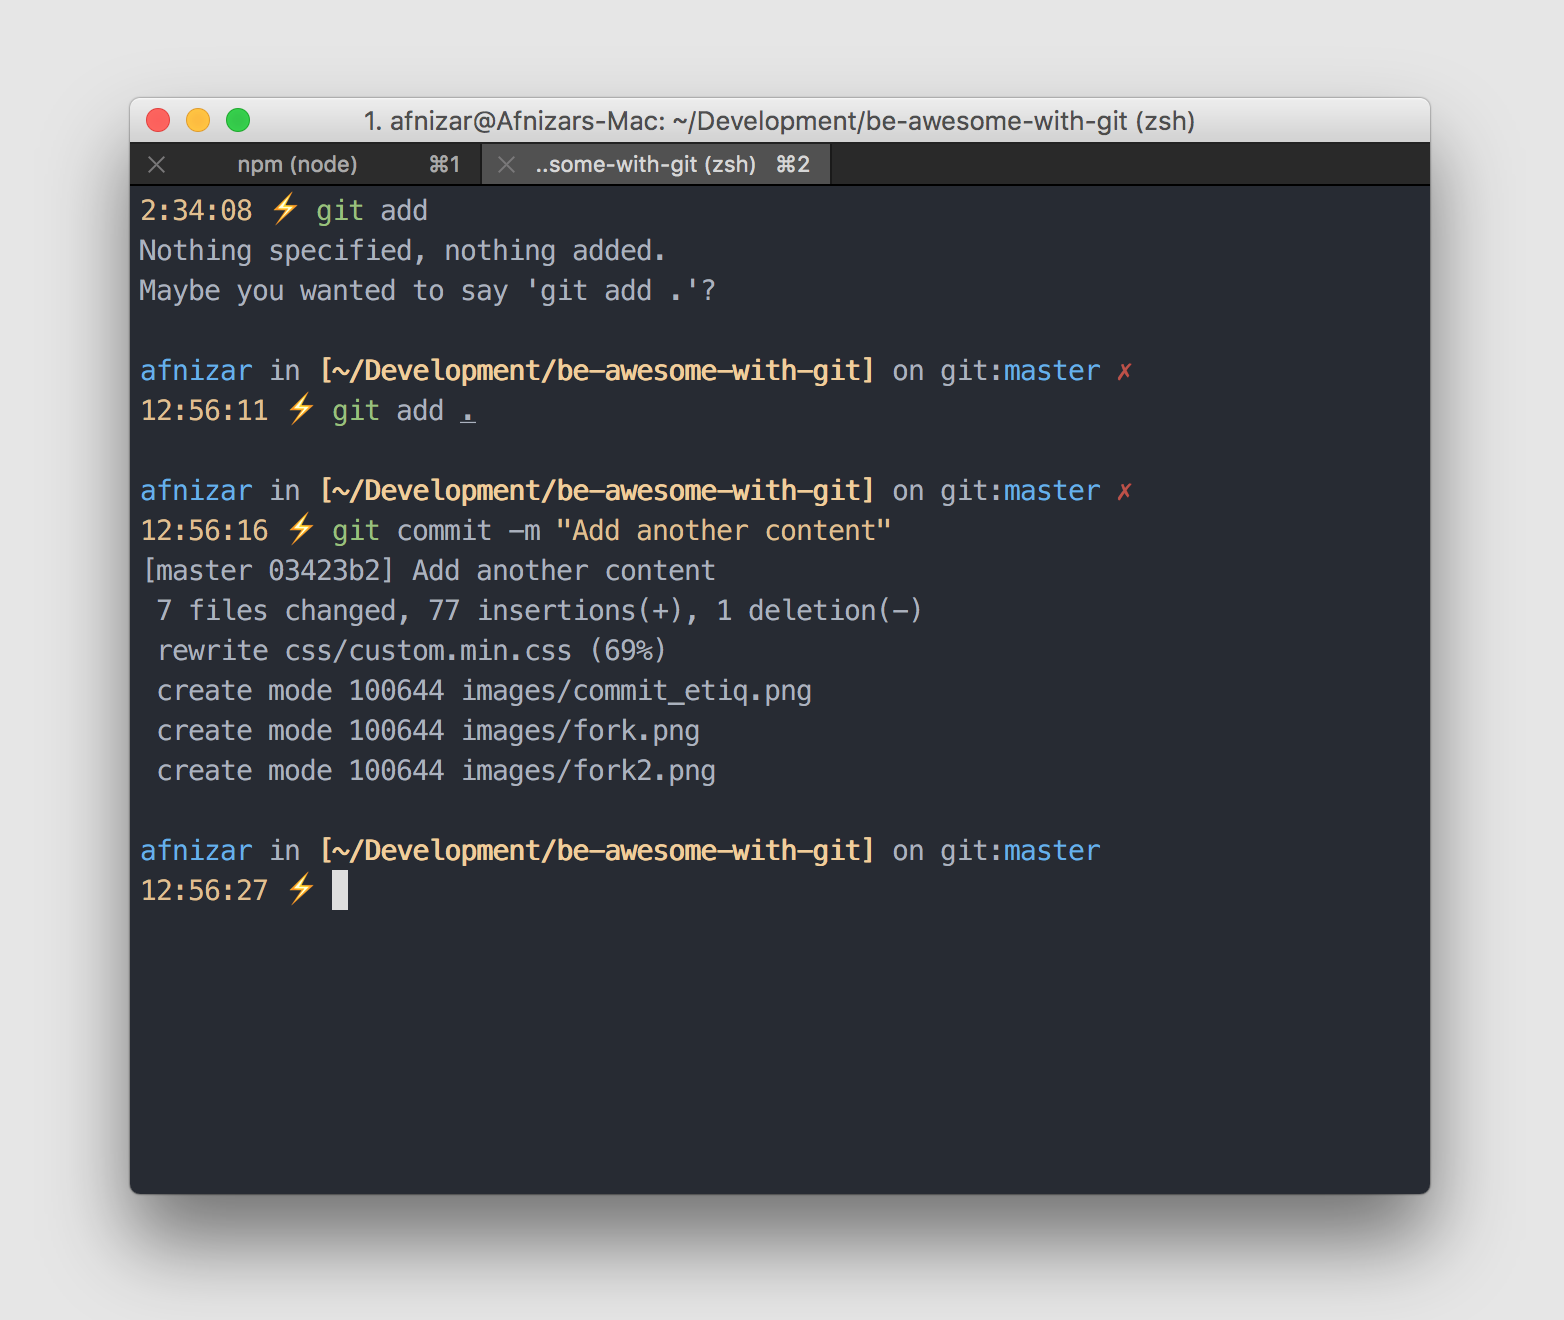 1. afnizar@Afnizars-Mac: ~/Development/be-awesome-with-git (zsh)
npm (node) ⌘1 ..some-with-git (zsh) ⌘2
2:34:08 ⚡ git add
Nothing specified, nothing added.
Maybe you wanted to say 'git add .'?
afnizar in [~/Development/be-awesome-with-git] on git:master ✗
12:56:11 ⚡ git add .
afnizar in [~/Development/be-awesome-with-git] on git:master ✗
12:56:16 ⚡ git commit -m "Add another content"
[master 03423b2] Add another content
7 files changed, 77 insertions(+), 1 deletion(-)
rewrite css/custom.min.css (69%)
create mode 100644 images/commit_etiq.png
create mode 100644 images/fork.png
create mode 100644 images/fork2.png
afnizar in [~/Development/be-awesome-with-git] on git:master
12:56:27 ⚡